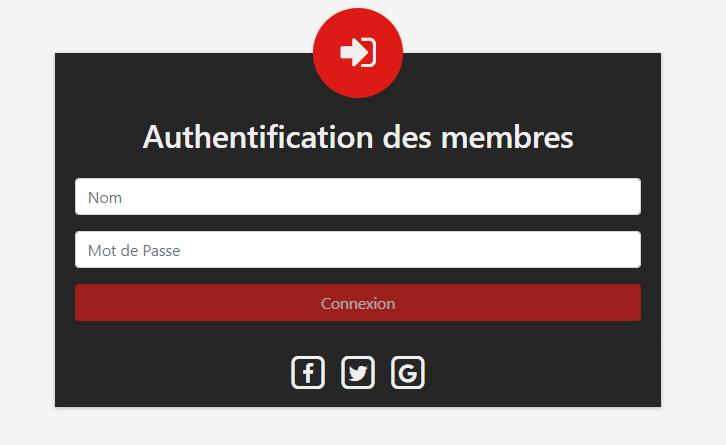 Authentification des membres
Nom
Mot de Passe
Connexion